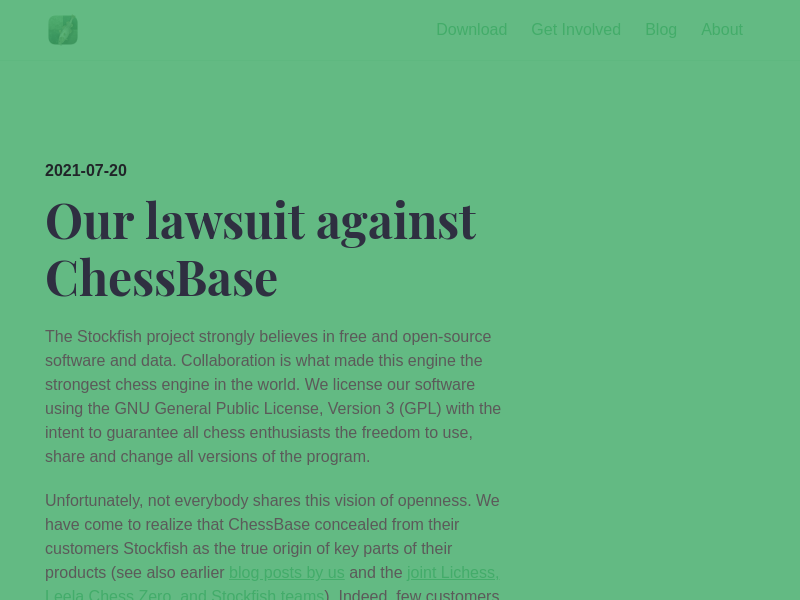 Download Get Involved Blog About
2021-07-20
Our lawsuit against
ChessBase
The Stockfish project strongly believes in free and open-source
software and data. Collaboration is what made this engine the
strongest chess engine in the world. We license our software
using the GNU General Public License, Version 3 (GPL) with the
intent to guarantee all chess enthusiasts the freedom to use,
share and change all versions of the program.
Unfortunately, not everybody shares this vision of openness. We
have come to realize that ChessBase concealed from their
customers Stockfish as the true origin of key parts of their
products (see also earlier blog posts by us and the joint Lichess,
Leela Chess Zero, and Stockfish teams). Indeed, few customers